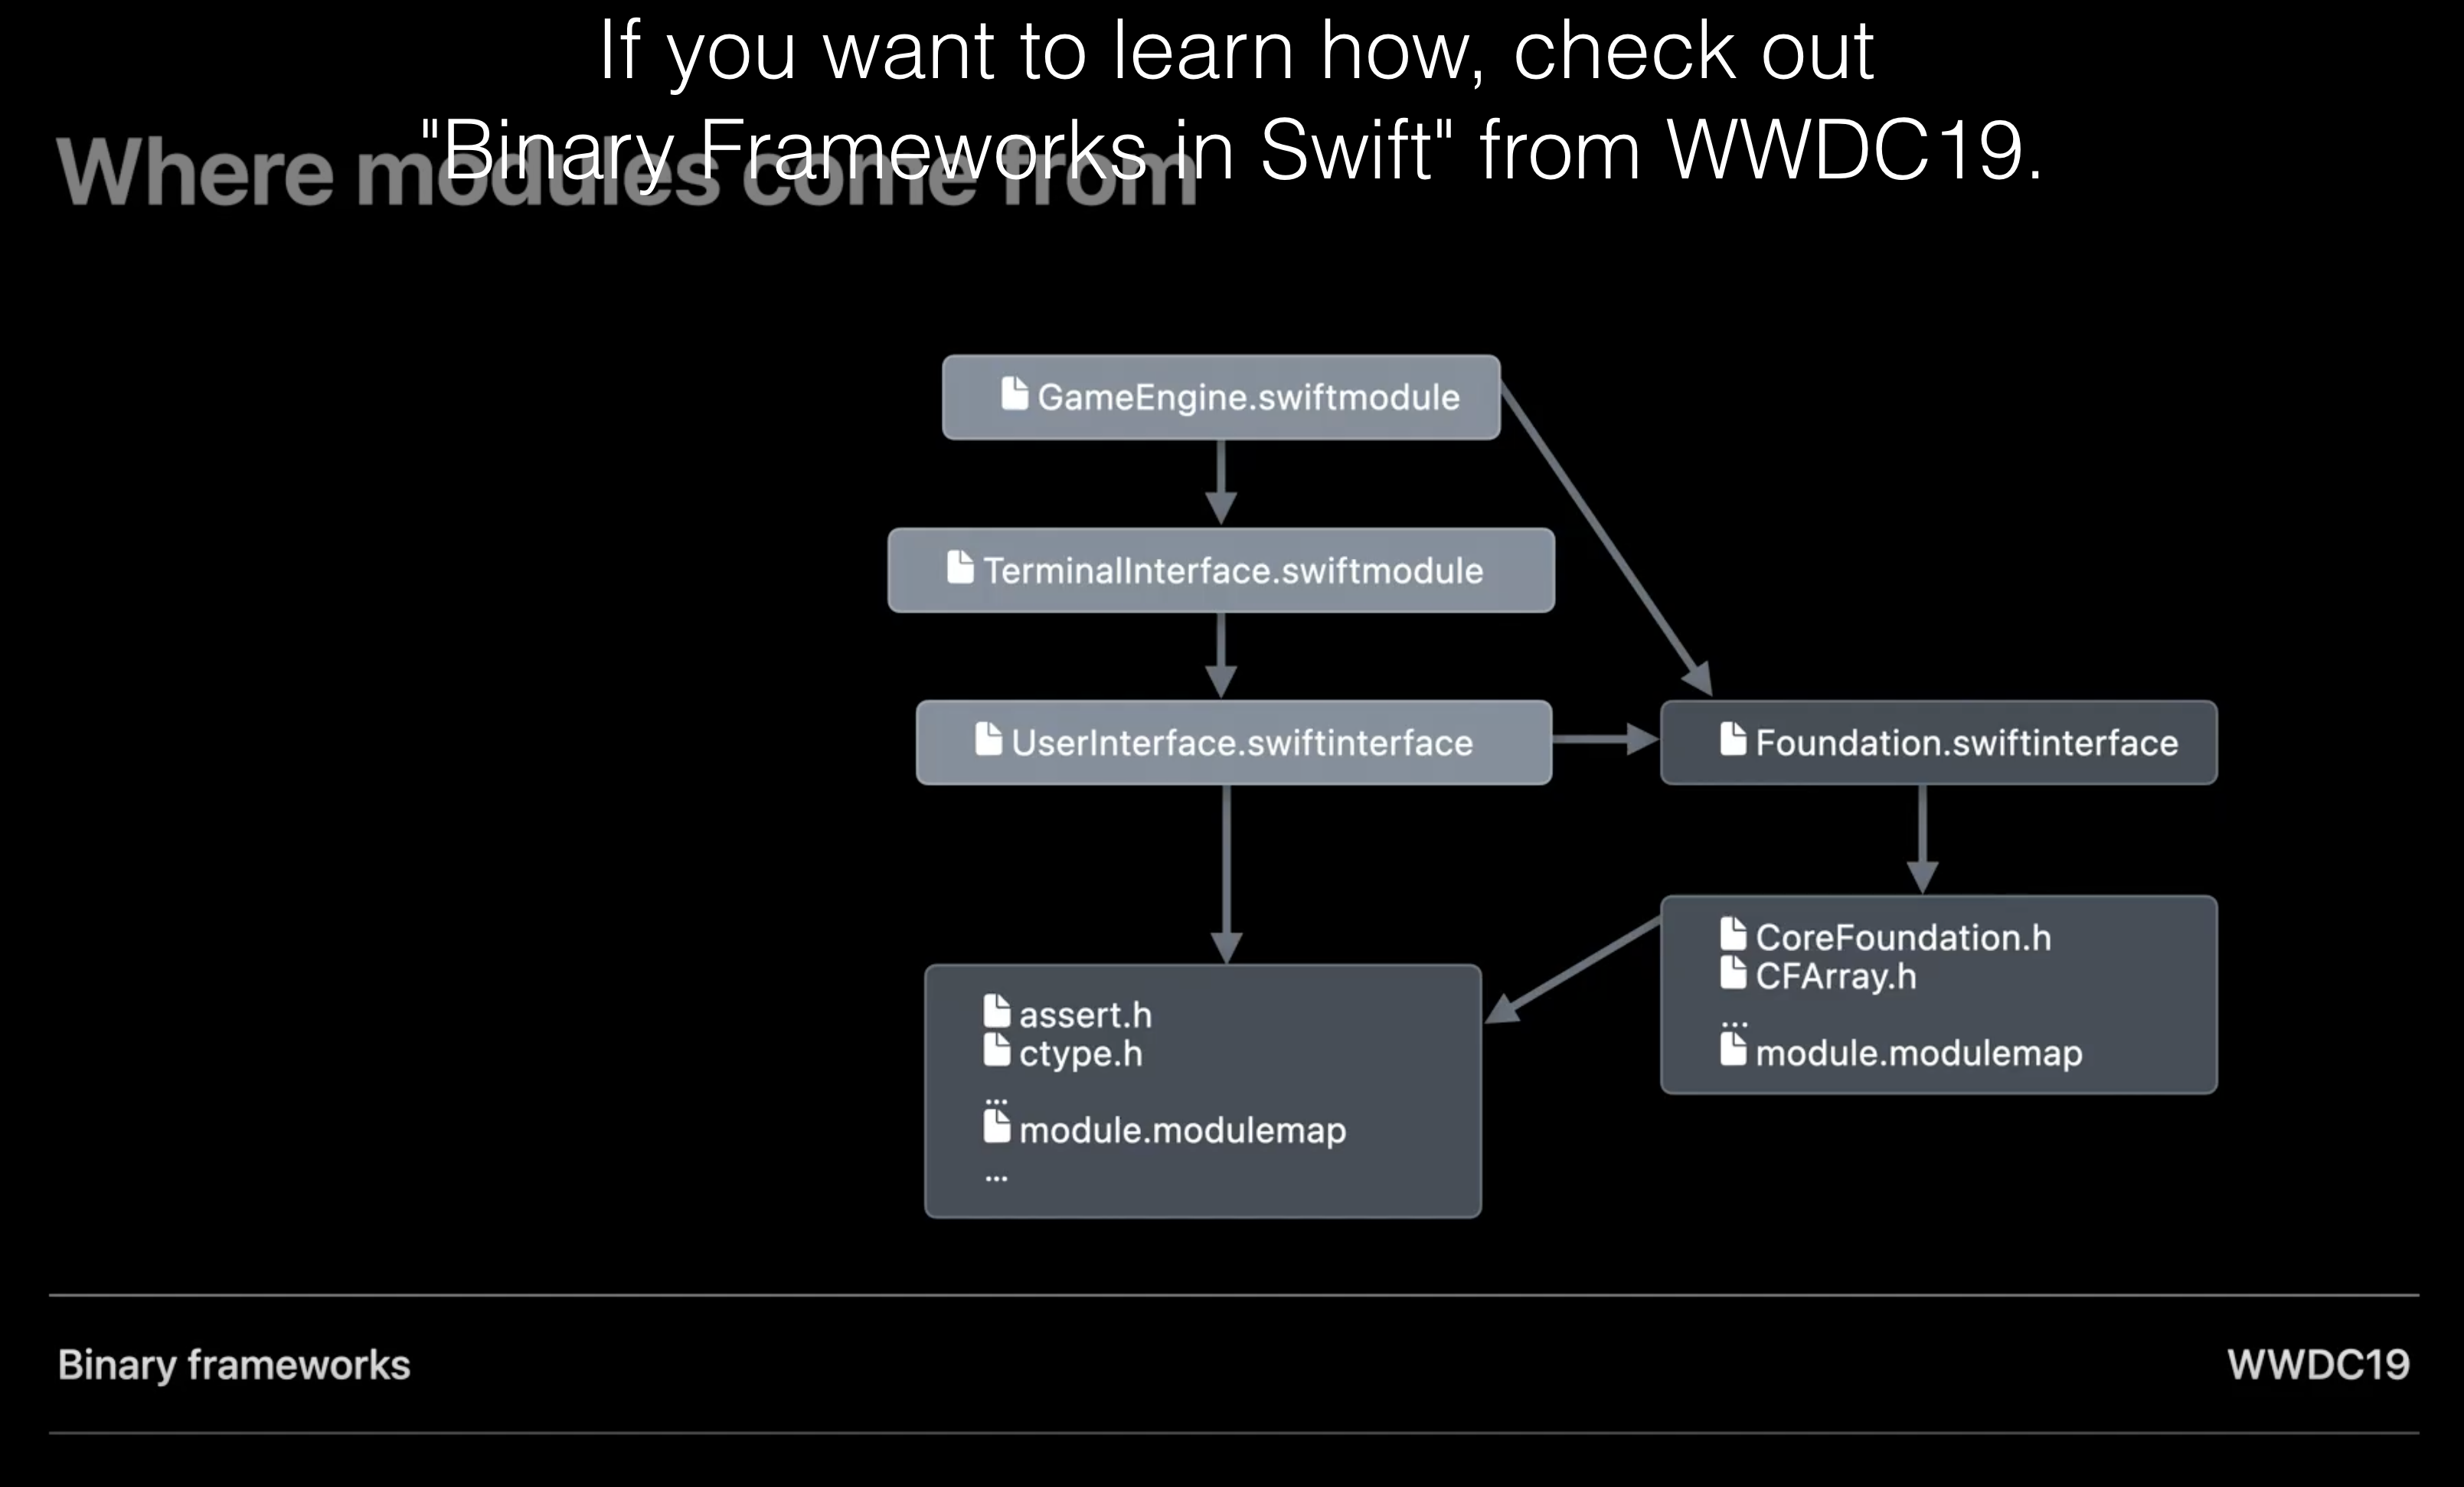 If you want to learn how, check out
"Binary Frameworks in Swift" from WWDC19.
Where modules come from
GameEngine.swiftmodule
TerminalInterface.swiftmodule
UserInterface.swiftinterface
Foundation.swiftinterface
CoreFoundation.h
CFArray.h
...
module.modulemap
assert.h
ctype.h
...
module.modulemap
...
Binary frameworks
WWDC19